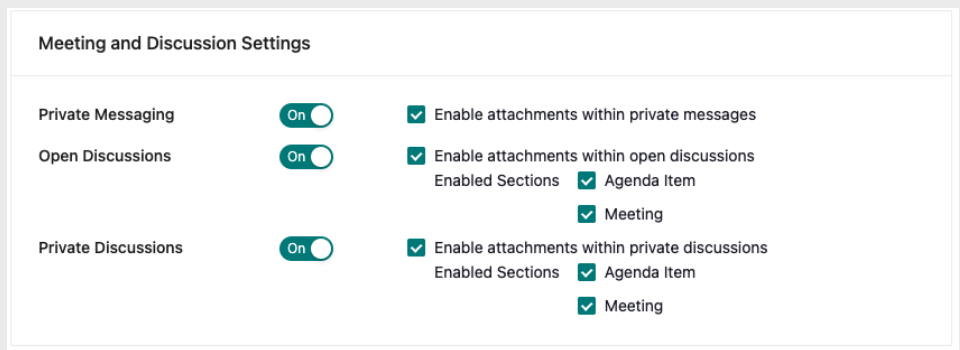 Meeting and Discussion Settings
Private Messaging On Enable attachments within private messages
Open Discussions On Enable attachments within open discussions
Enabled Sections Agenda Item
Meeting
Private Discussions On Enable attachments within private discussions
Enabled Sections Agenda Item
Meeting